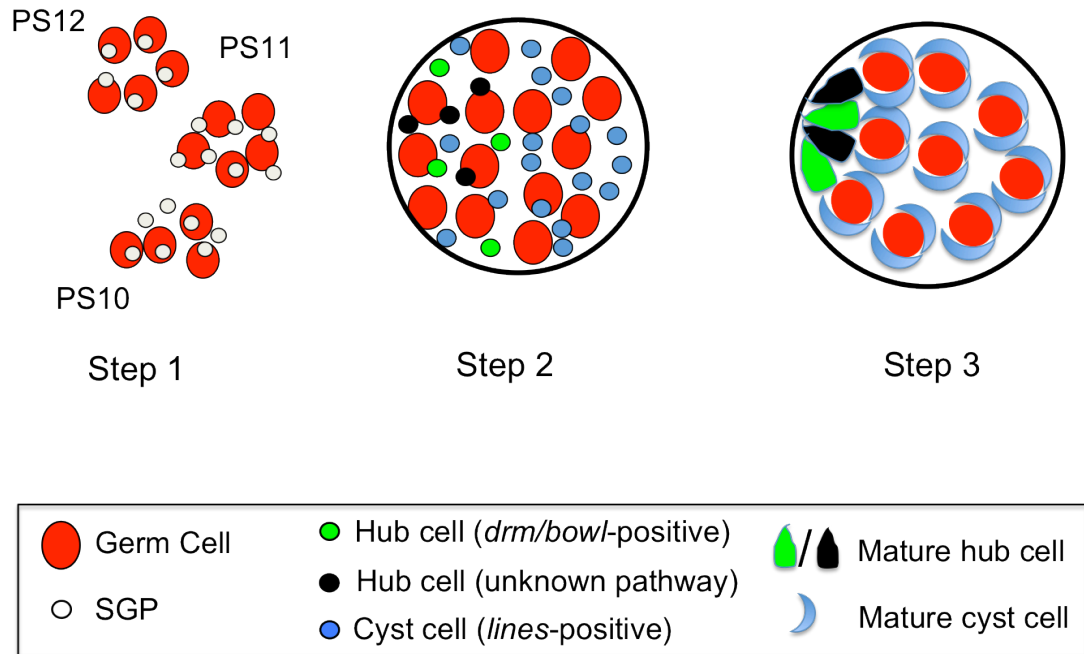 PS12
PS11
PS10
Step 1
Step 2
Step 3
Germ Cell
SGP
Hub cell (drm/bowl-positive)
Hub cell (unknown pathway)
Cyst cell (lines-positive)
/ Mature hub cell
Mature cyst cell